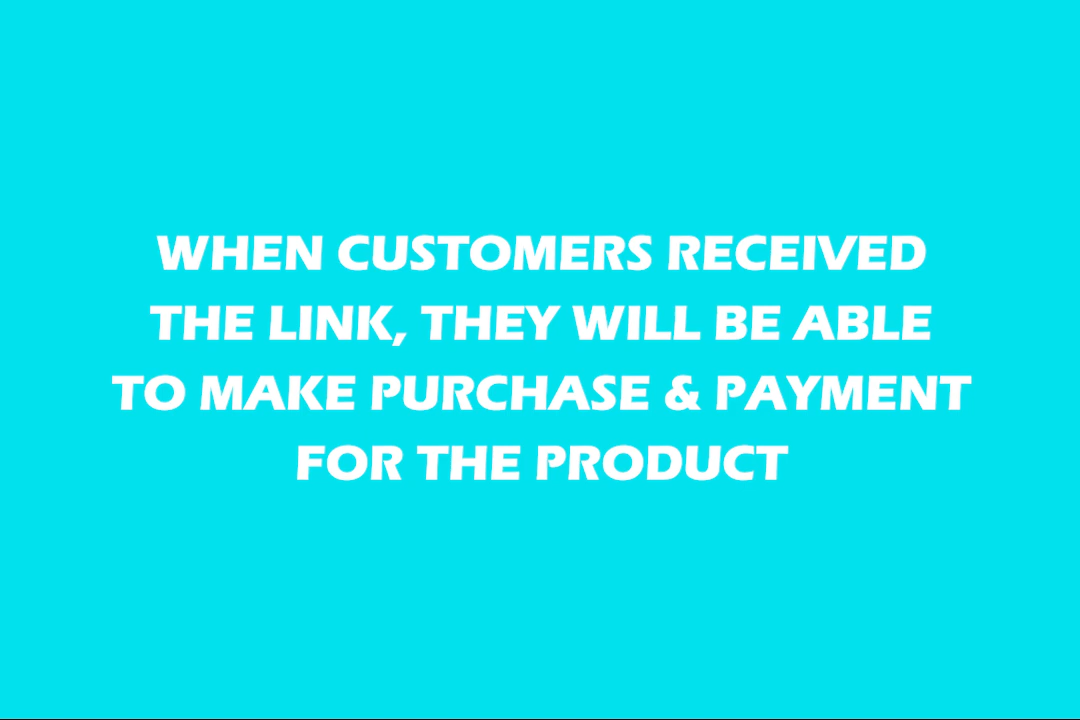 WHEN CUSTOMERS RECEIVED
THE LINK, THEY WILL BE ABLE
TO MAKE PURCHASE & PAYMENT
FOR THE PRODUCT